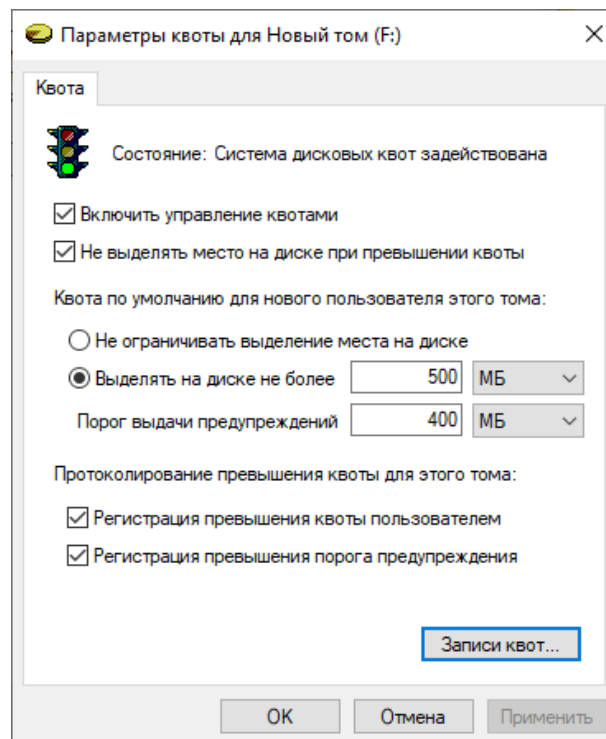 Параметры квоты для Новый том (F:)
Квота
Состояние: Система дисковых квот задействована
Включить управление квотами
Не выделять место на диске при превышении квоты
Квота по умолчанию для нового пользователя этого тома:
Не ограничивать выделение места на диске
Выделять на диске не более 500 МБ
Порог выдачи предупреждений 400 МБ
Протоколирование превышения квоты для этого тома:
Регистрация превышения квоты пользователем
Регистрация превышения порога предупреждения
Записи квот...
OK Отмена Применить